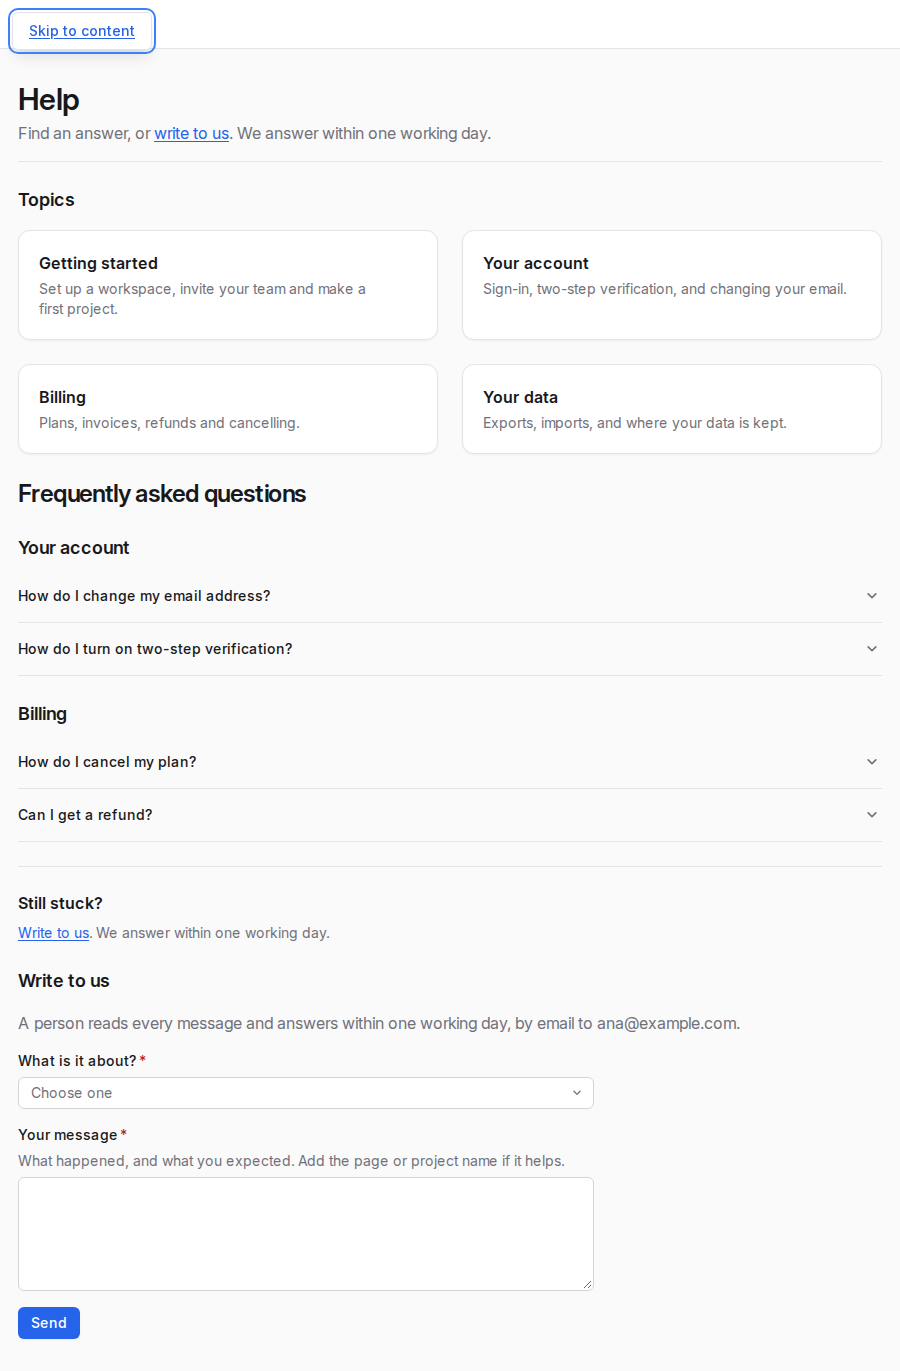 Skip to content
Help
Find an answer, or write to us. We answer within one working day.
Topics
Getting started
Set up a workspace, invite your team and make a
first project.
Your account
Sign-in, two-step verification, and changing your email.
Billing
Plans, invoices, refunds and cancelling.
Your data
Exports, imports, and where your data is kept.
Frequently asked questions
Your account
How do I change my email address?
How do I turn on two-step verification?
Billing
How do I cancel my plan?
Can I get a refund?
Still stuck?
Write to us. We answer within one working day.
Write to us
A person reads every message and answers within one working day, by email to ana@example.com.
What is it about? *
Choose one
Your message *
What happened, and what you expected. Add the page or project name if it helps.
Send